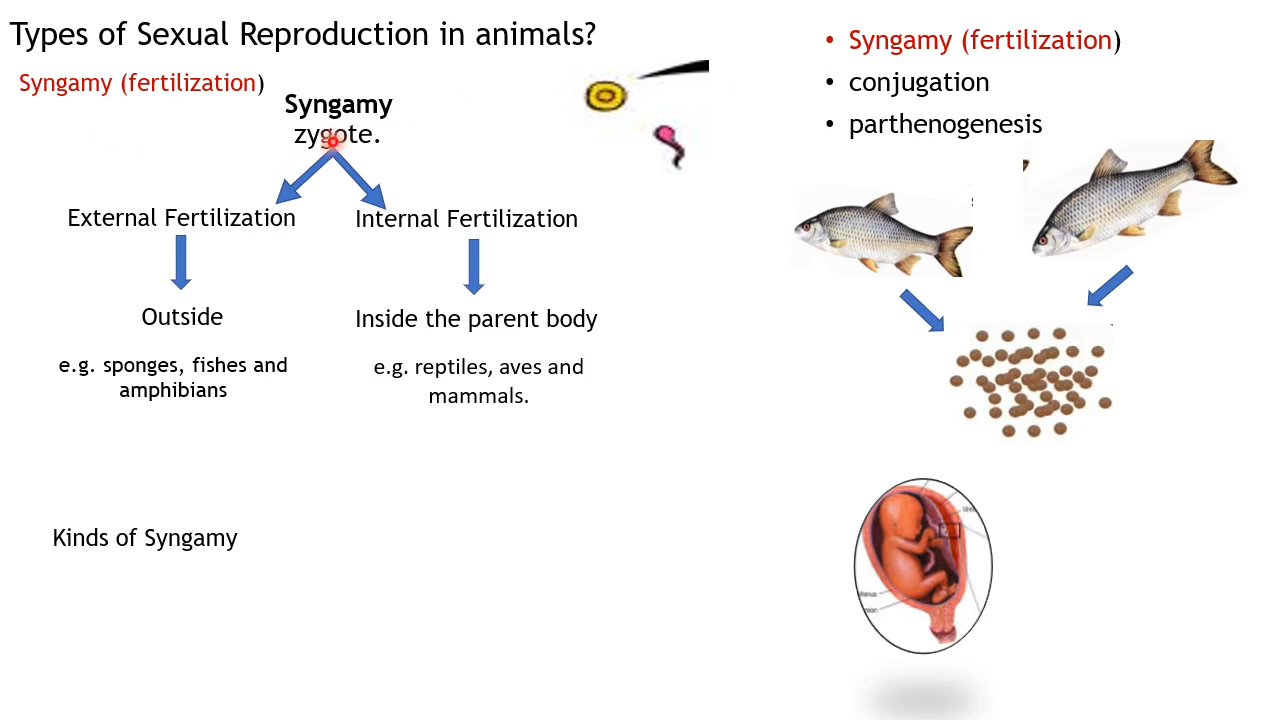 Types of Sexual Reproduction in animals?
Syngamy (fertilization)
Syngamy
zygote.
External Fertilization
Internal Fertilization
Outside
Inside the parent body
e.g. sponges, fishes and
amphibians
e.g. reptiles, aves and
mammals.
Kinds of Syngamy
• Syngamy (fertilization)
• conjugation
• parthenogenesis